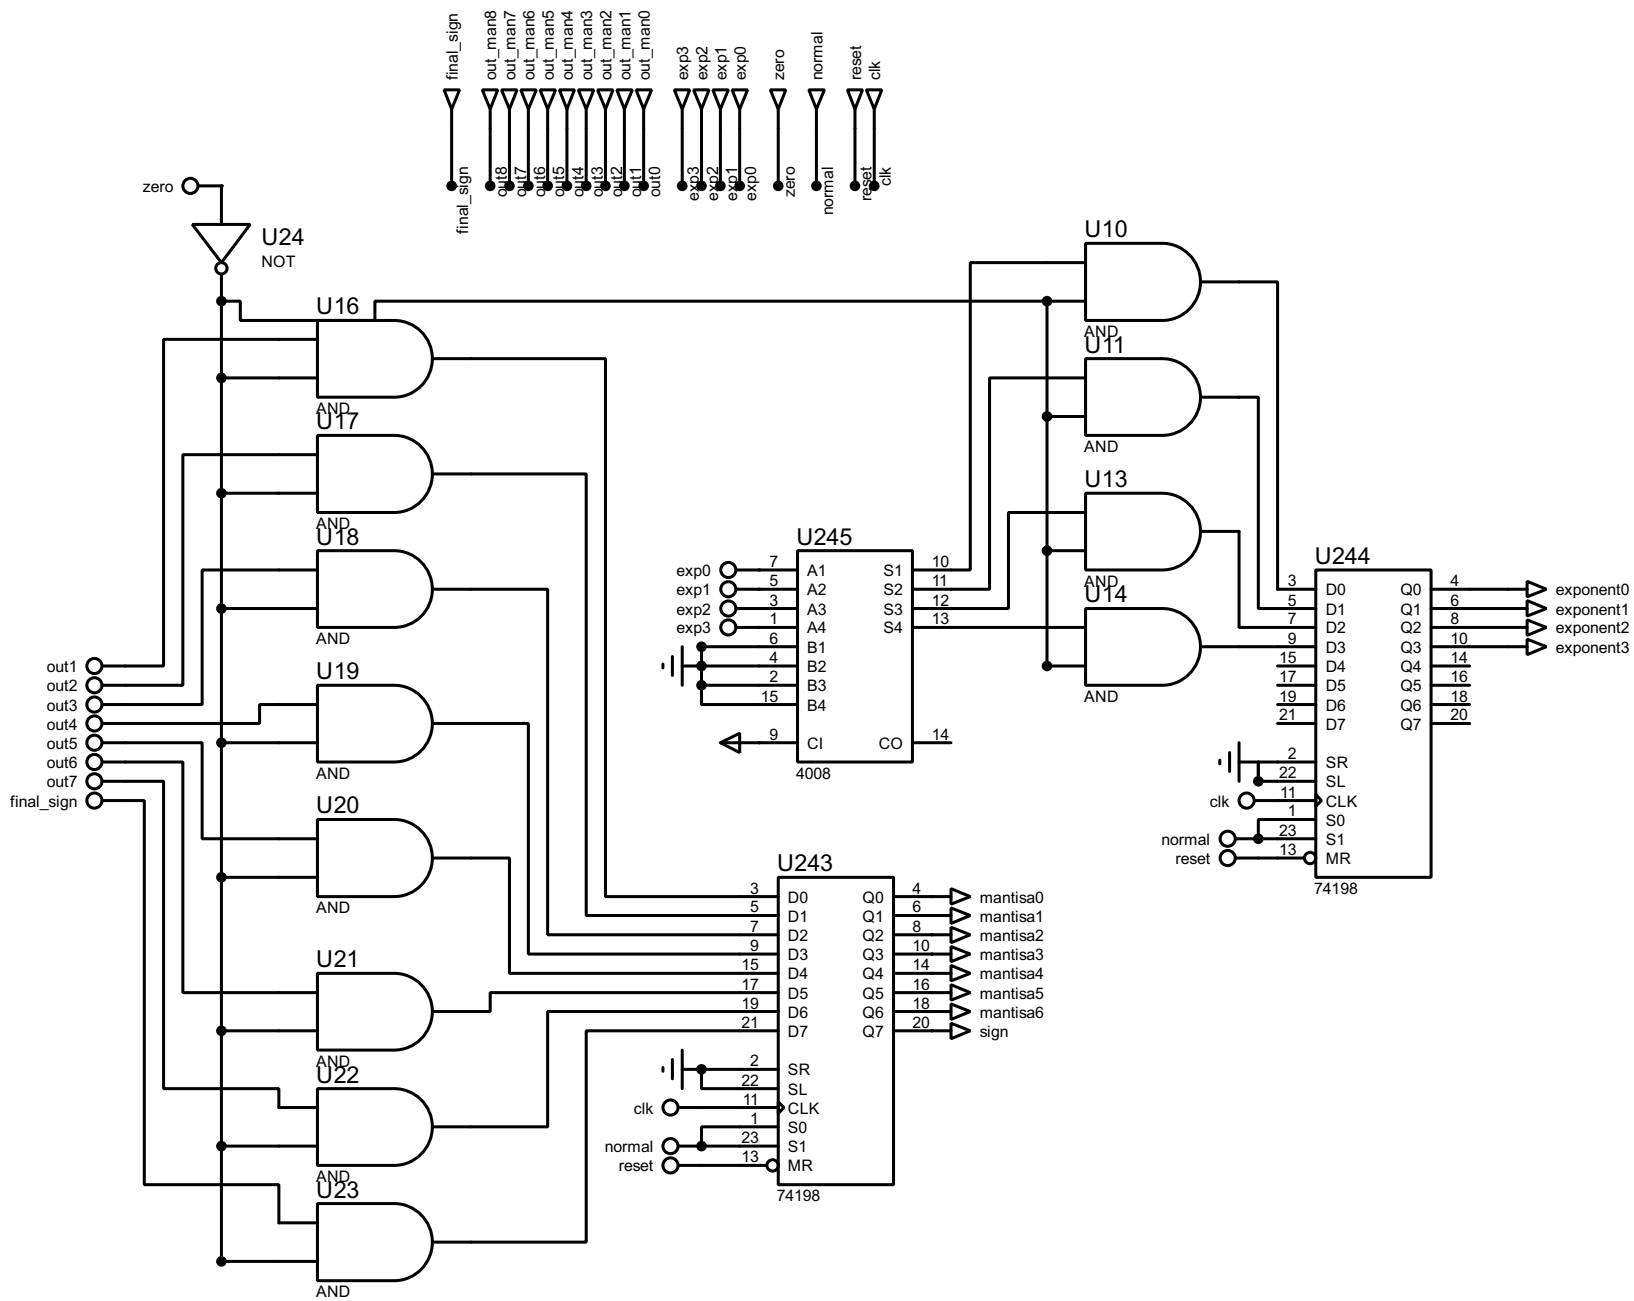 final_sign
out_man8
out_man7
out_man6
out_man5
out_man4
out_man3
out_man2
out_man1
out_man0
exp3
exp2
exp1
exp0
zero
normal
reset
clk
final_sign
out8
out7
out6
out5
out4
out3
out2
out1
out0
exp3
exp2
exp1
exp0
zero
normal
reset
clk
zero
U24
NOT
U16
AND
U17
AND
U18
AND
U19
AND
U20
AND
U21
AND
U22
AND
U23
AND
out1
out2
out3
out4
out5
out6
out7
final_sign
U10
AND
U11
AND
U13
AND
U14
AND
U245
exp0 7 A1 S1 10
exp1 5 A2 S2 11
exp2 3 A3 S3 12
exp3 1 A4 S4 13
6 B1
4 B2
2 B3
15 B4
9 CI CO 14
4008
U244
3 D0 Q0 4 exponent0
5 D1 Q1 6 exponent1
7 D2 Q2 8 exponent2
9 D3 Q3 10 exponent3
15 D4 Q4 14
17 D5 Q5 16
19 D6 Q6 18
21 D7 Q7 20
2 SR
22 SL
clk 11 CLK
1 S0
normal 23 S1
reset 13 MR
74198
U243
3 D0 Q0 4 mantisa0
5 D1 Q1 6 mantisa1
7 D2 Q2 8 mantisa2
9 D3 Q3 10 mantisa3
15 D4 Q4 14 mantisa4
17 D5 Q5 16 mantisa5
19 D6 Q6 18 mantisa6
21 D7 Q7 20 sign
2 SR
22 SL
clk 11 CLK
1 S0
normal 23 S1
reset 13 MR
74198